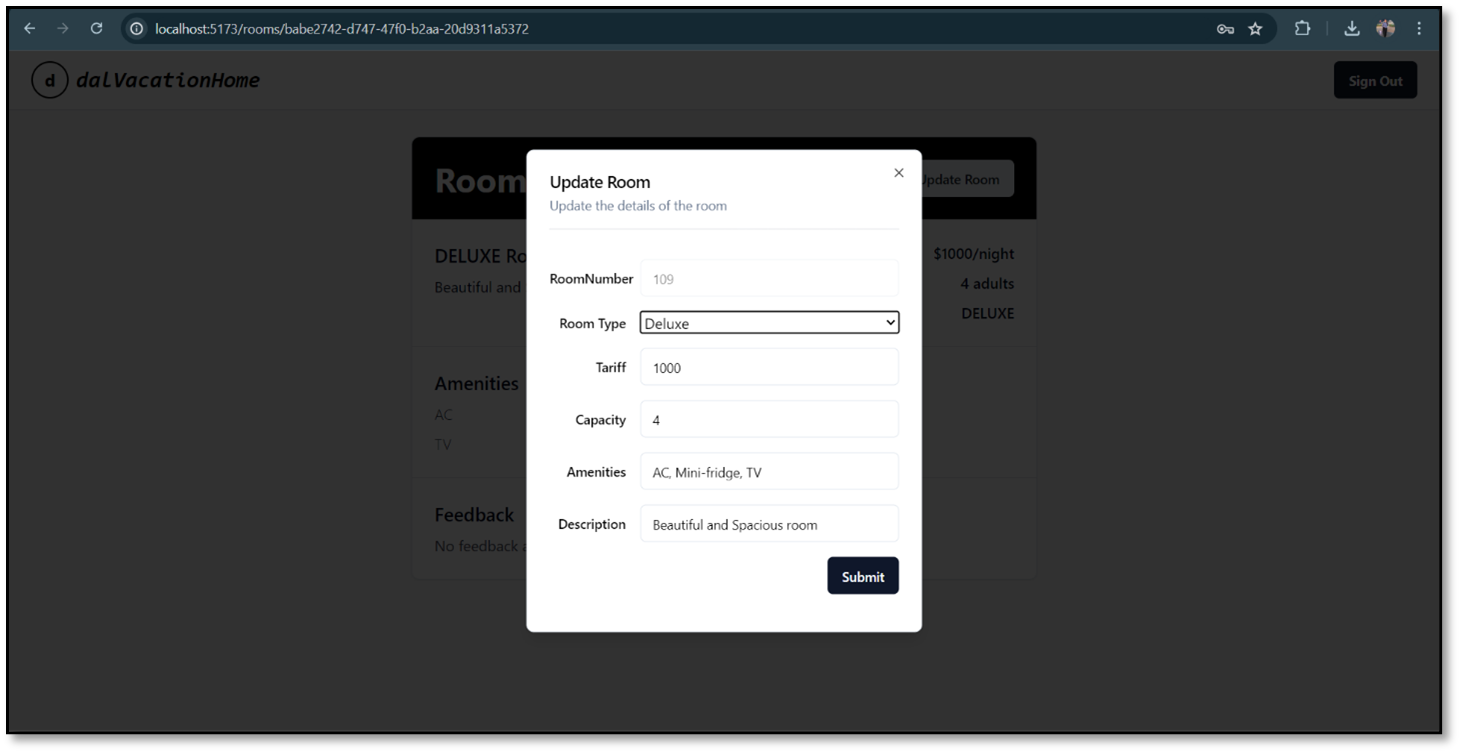 localhost:5173/rooms/babe2742-d747-47f0-b2aa-20d9311a5372
d dalVacationHome
Sign Out
Room
Update Room
DELUXE Ro
Beautiful and
$1000/night
4 adults
DELUXE
Amenities
AC
TV
Feedback
No feedback a
Update Room
Update the details of the room
RoomNumber 109
Room Type Deluxe
Tariff 1000
Capacity 4
Amenities AC, Mini-fridge, TV
Description Beautiful and Spacious room
Submit